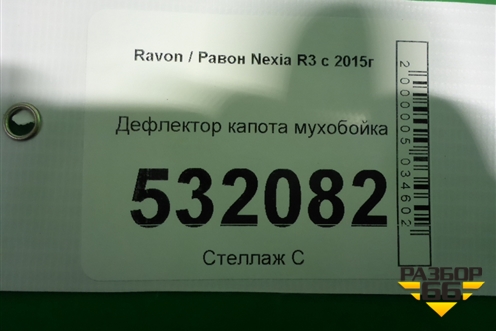 Ravon / Равон Nexia R3 с 2015г
Дефлектор капота мухобойка
532082
Стеллаж С
2000005034602
РАЗБОР
66